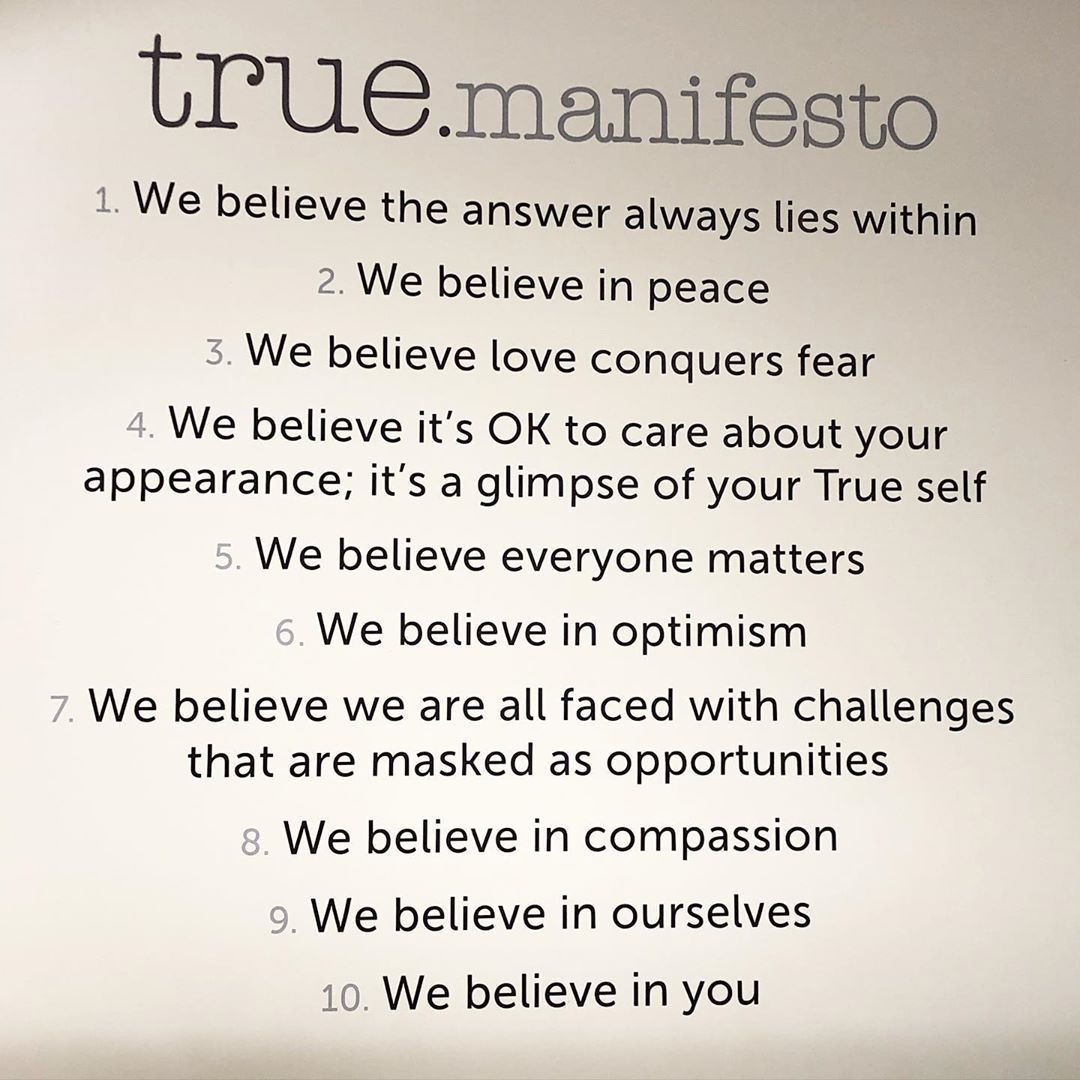 true.manifesto
1. We believe the answer always lies within
2. We believe in peace
3. We believe love conquers fear
4. We believe it's OK to care about your
appearance; it's a glimpse of your True self
5. We believe everyone matters
6. We believe in optimism
7. We believe we are all faced with challenges
that are masked as opportunities
8. We believe in compassion
9. We believe in ourselves
10. We believe in you